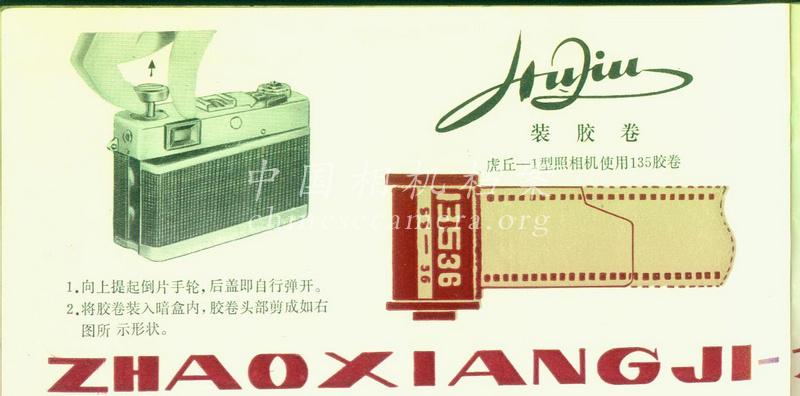 HuQiu
装胶卷
虎丘—1型照相机使用135胶卷
中国相机档案
chinesecamera.org
1.向上提起倒片手轮,后盖即自行弹开。
2.将胶卷装入暗盒内,胶卷头部剪成如右
图所 示形状。
ZHAOXIANGJI-